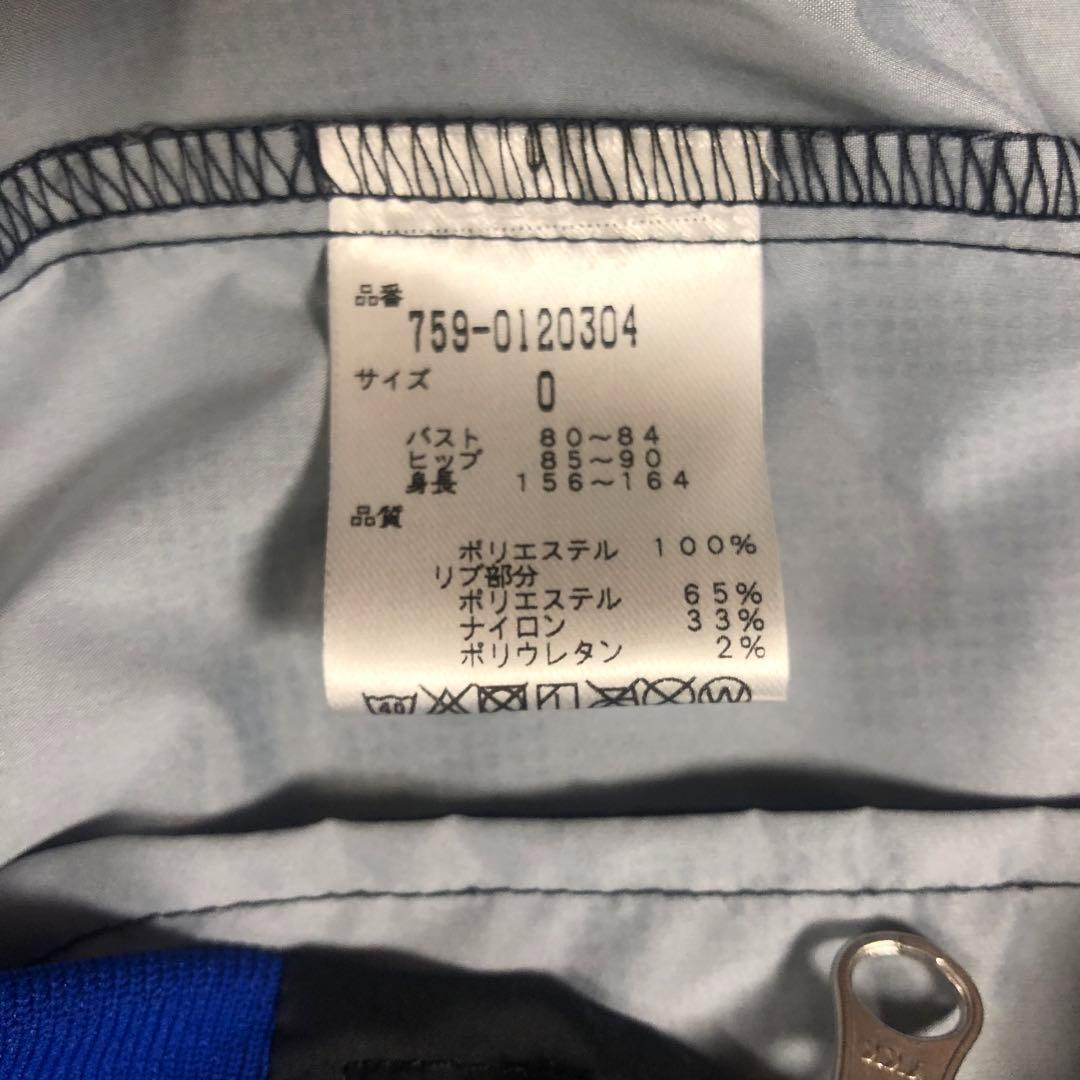 品番
759-0120304
サイズ
0
バスト 80~84
ヒップ 85~90
身長 156~164
品質
ポリエステル 100%
リブ部分
ポリエステル 65%
ナイロン 33%
ポリウレタン 2%
40 W